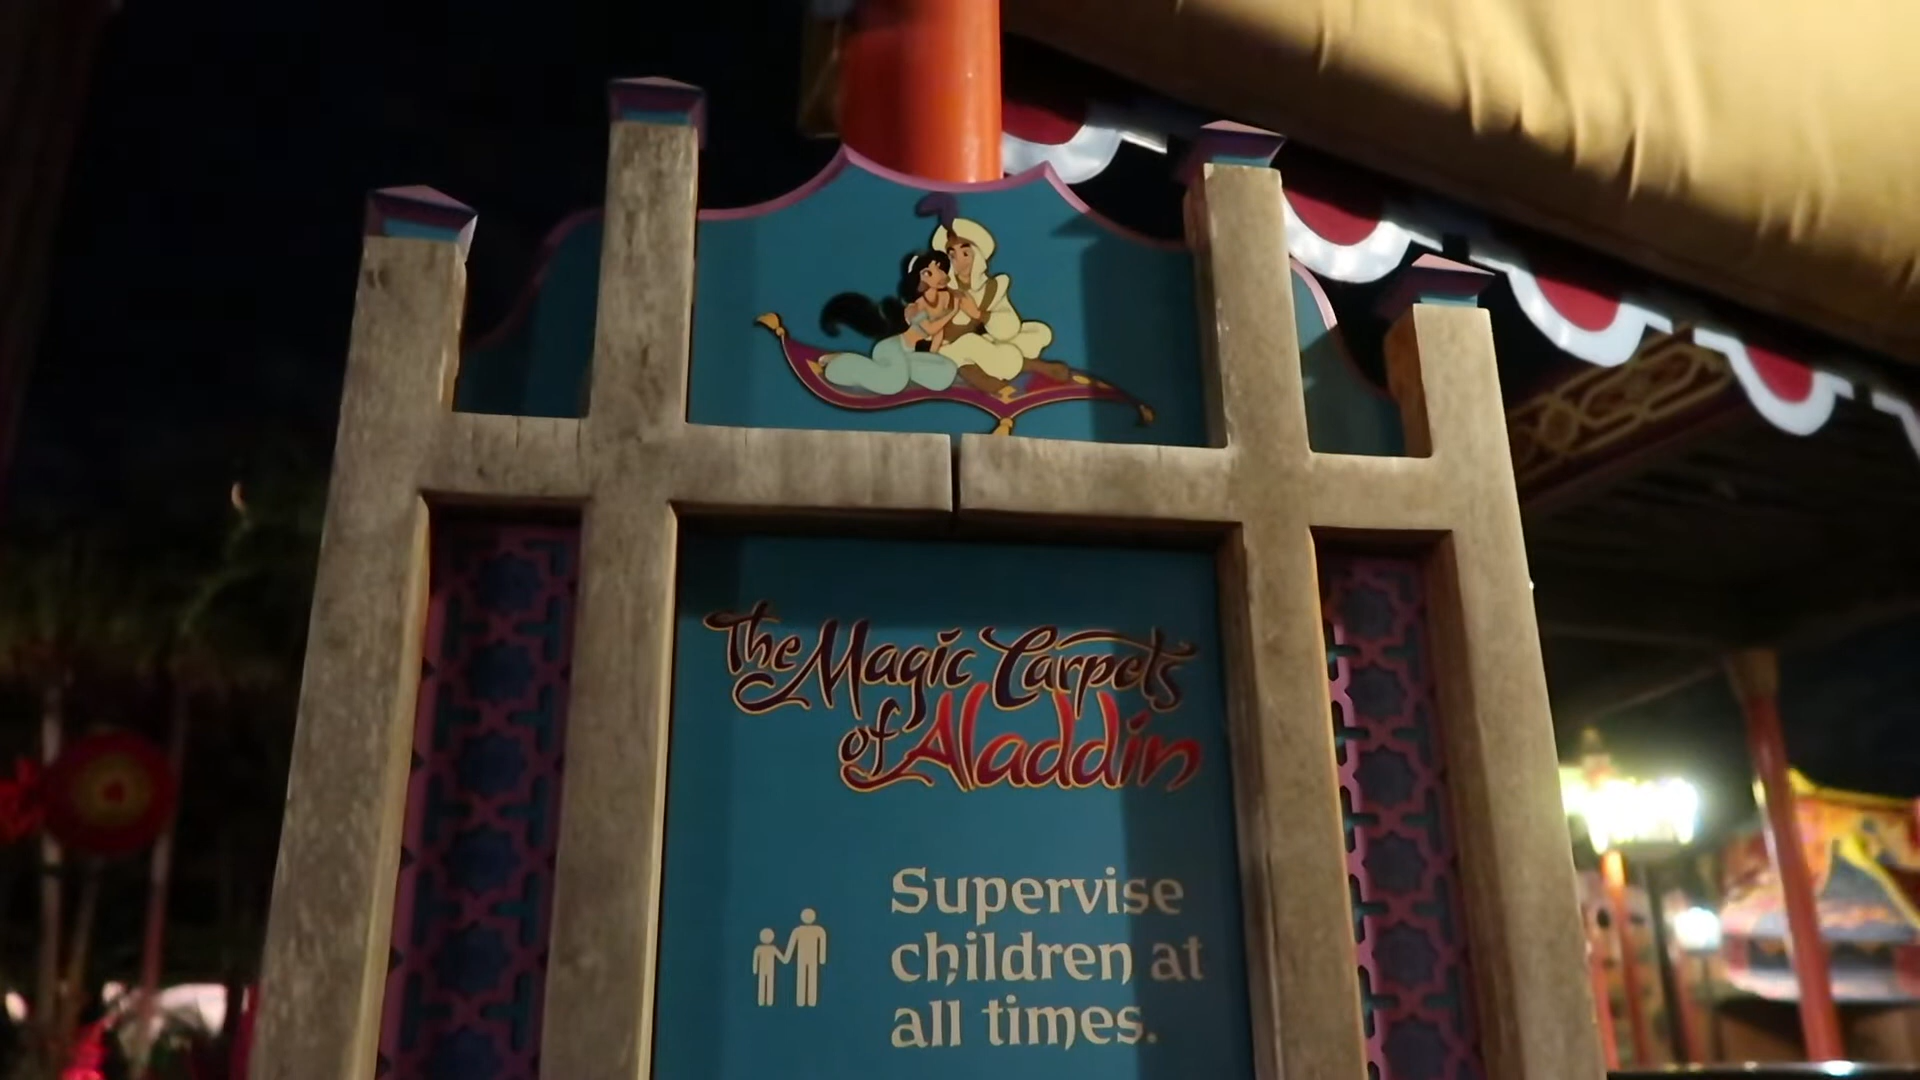 The Magic Carpets
of Aladdin
Supervise
children at
all times.